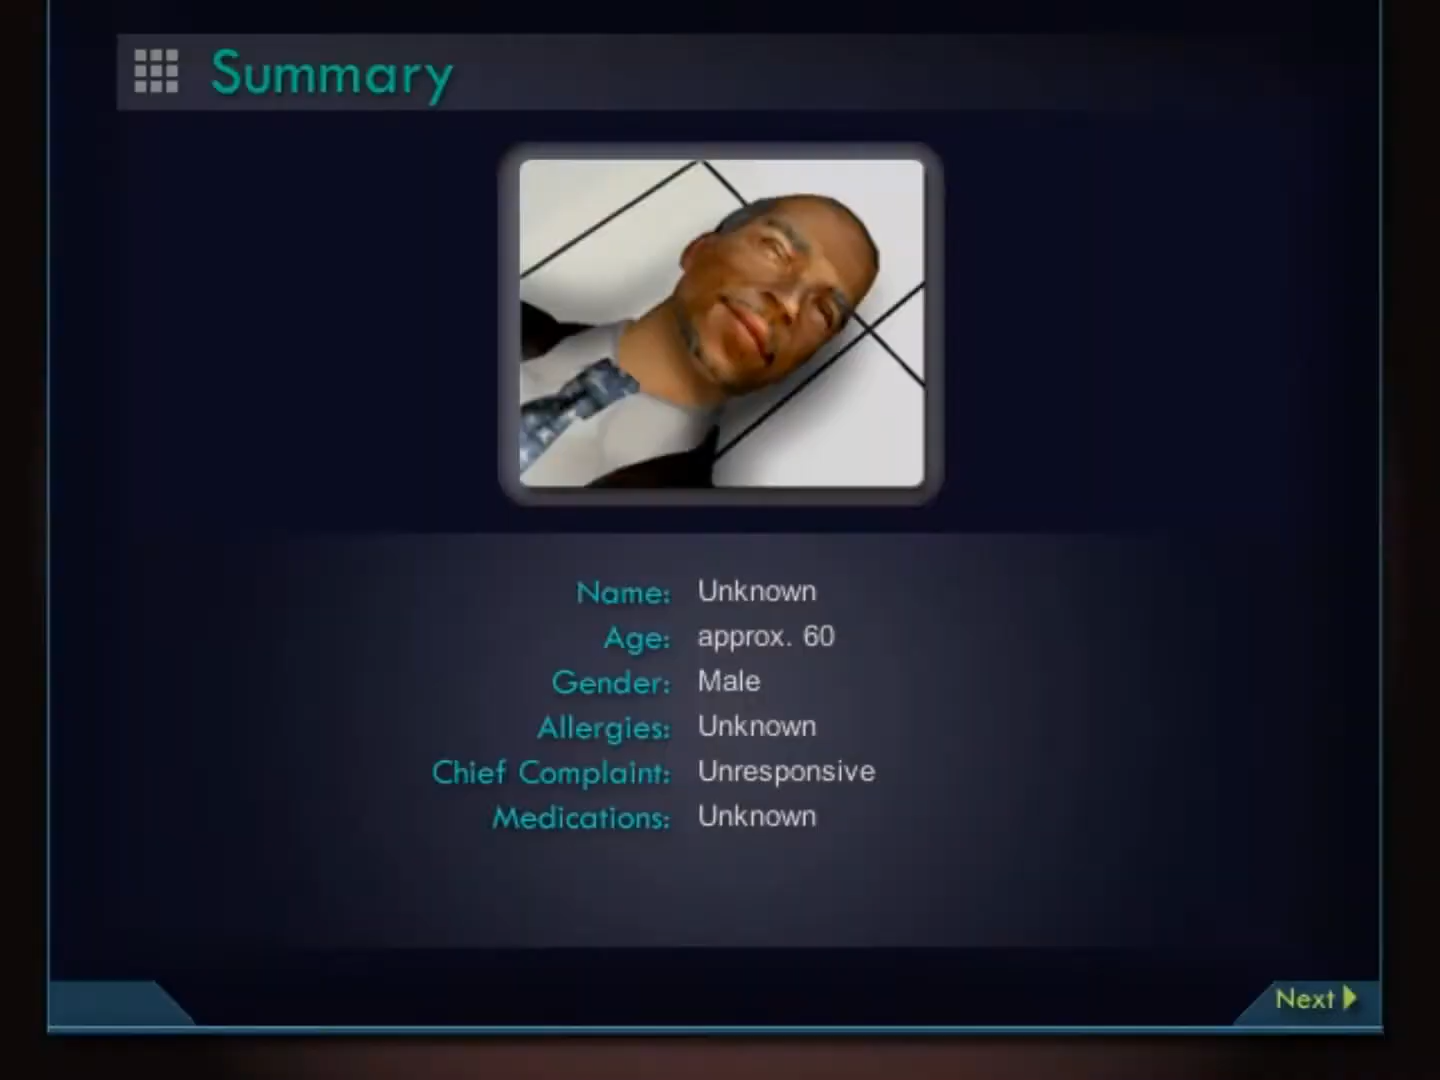 Summary
Name: Unknown
Age: approx. 60
Gender: Male
Allergies: Unknown
Chief Complaint: Unresponsive
Medications: Unknown
Next